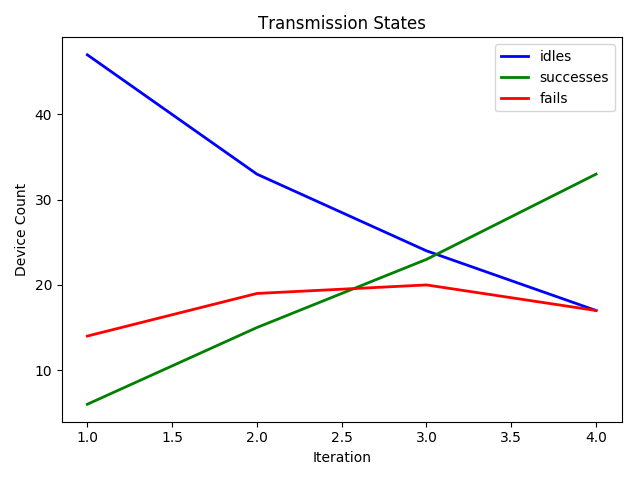 Transmission States
idles
successes
fails
Device Count
40
30
20
10
1.0 1.5 2.0 2.5 3.0 3.5 4.0
Iteration